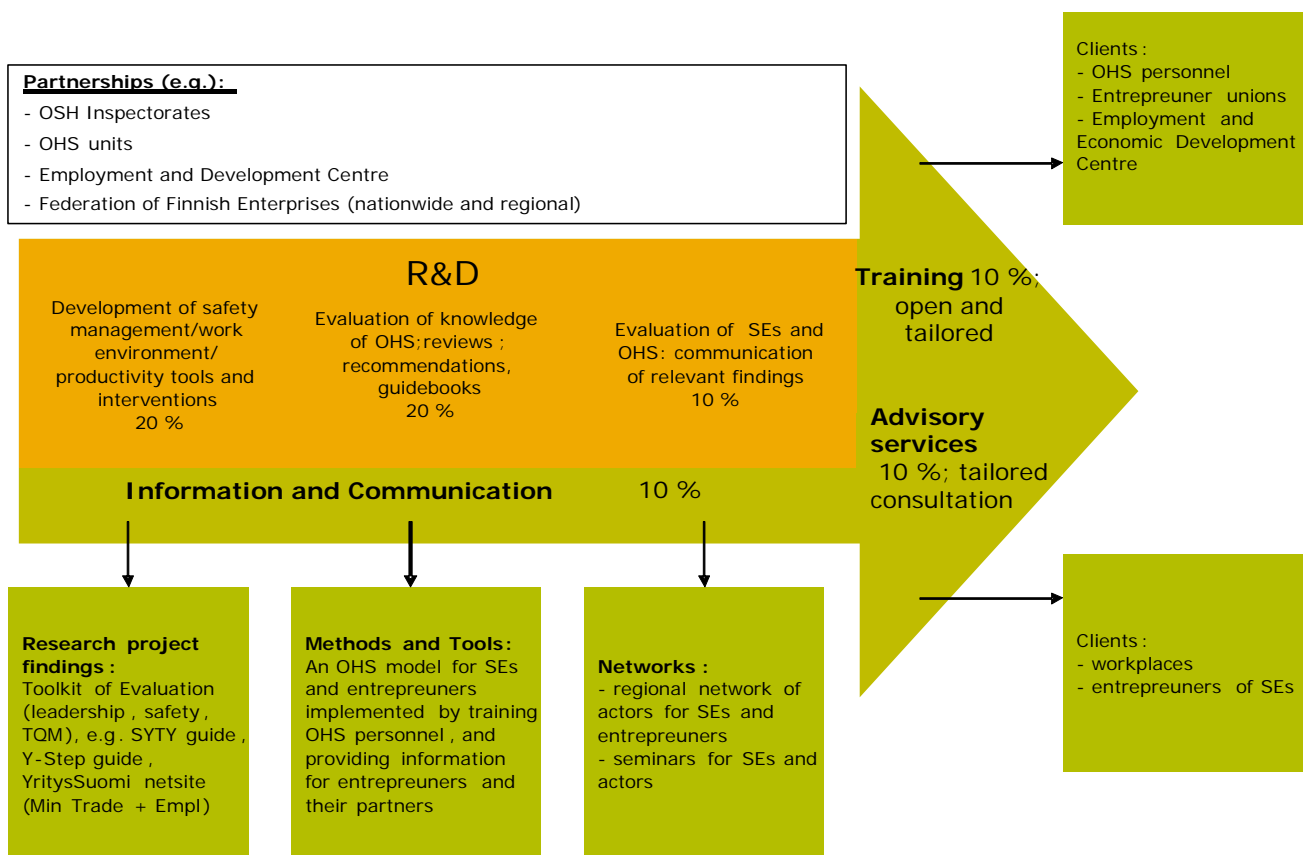 Partnerships (e.g.):
- OSH Inspectorates
- OHS units
- Employment and Development Centre
- Federation of Finnish Enterprises (nationwide and regional)
Clients:
- OHS personnel
- Entrepreuner unions
- Employment and
Economic Development
Centre
R&D
Development of safety
management/work
environment/
productivity tools and
interventions
20 %
Evaluation of knowledge
of OHS;reviews ;
recommendations,
guidebooks
20 %
Evaluation of SEs and
OHS: communication
of relevant findings
10 %
Training 10 %;
open and
tailored
Advisory
services
10 %; tailored
consultation
Information and Communication 10 %
Research project
findings :
Toolkit of Evaluation
(leadership , safety ,
TQM), e.g. SYTY guide ,
Y-Step guide ,
YritysSuomi netsite
(Min Trade + Empl)
Methods and Tools:
An OHS model for SEs
and entrepreuners
implemented by training
OHS personnel , and
providing information
for entrepreuners and
their partners
Networks :
- regional network of
actors for SEs and
entrepreuners
- seminars for SEs and
actors
Clients :
- workplaces
- entrepreuners of SEs